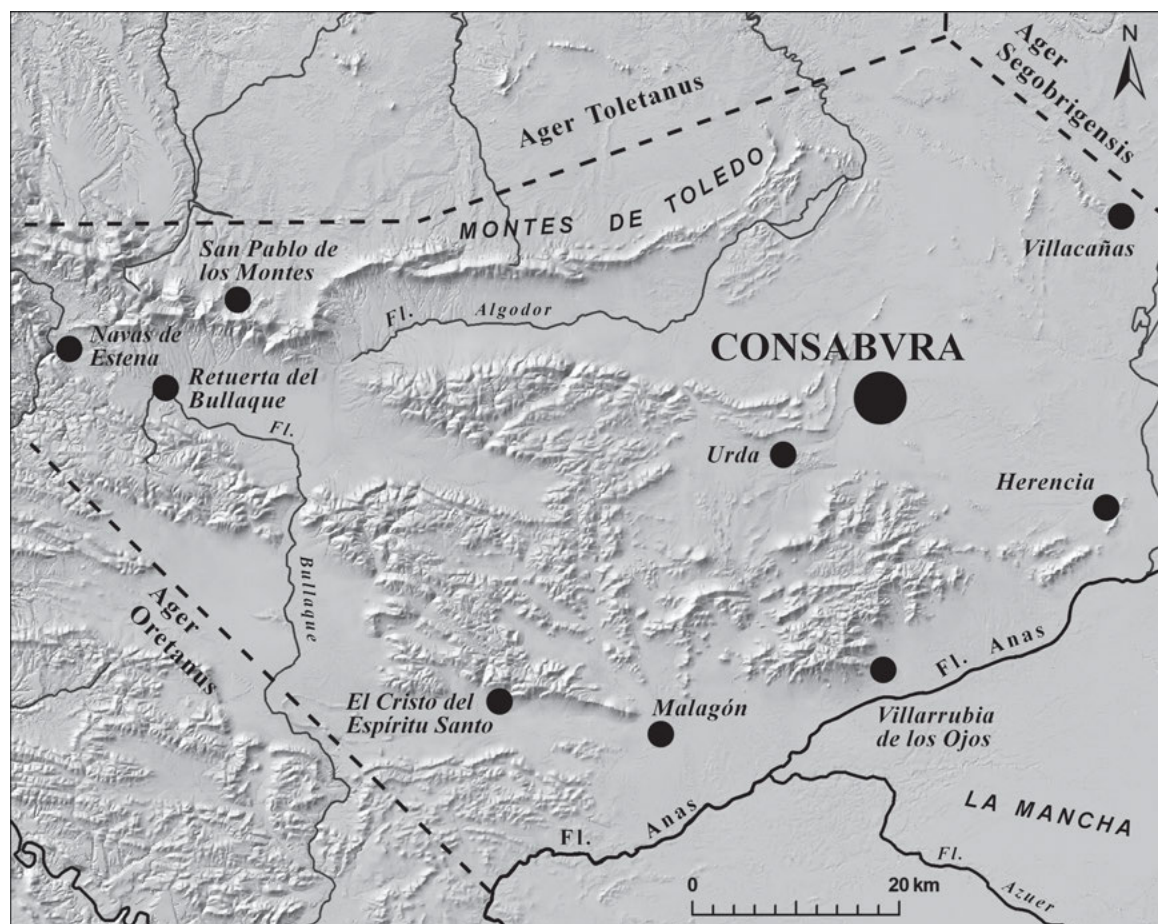 N
Ager
Segobrigensis
Ager Toletanus
MONTES DE TOLEDO
San Pablo de
los Montes
Villacañas
Fl. Algodor
Navas de
Estena
CONSABVRA
Retuerta del
Bullaque
Fl.
Urda
Herencia
Bullaque
Ager
Oretanus
Fl. Anas
El Cristo del
Espíritu Santo
Malagón
Villarrubia
de los Ojos
LA MANCHA
Fl. Anas
Fl.
Azuer
0 20 km